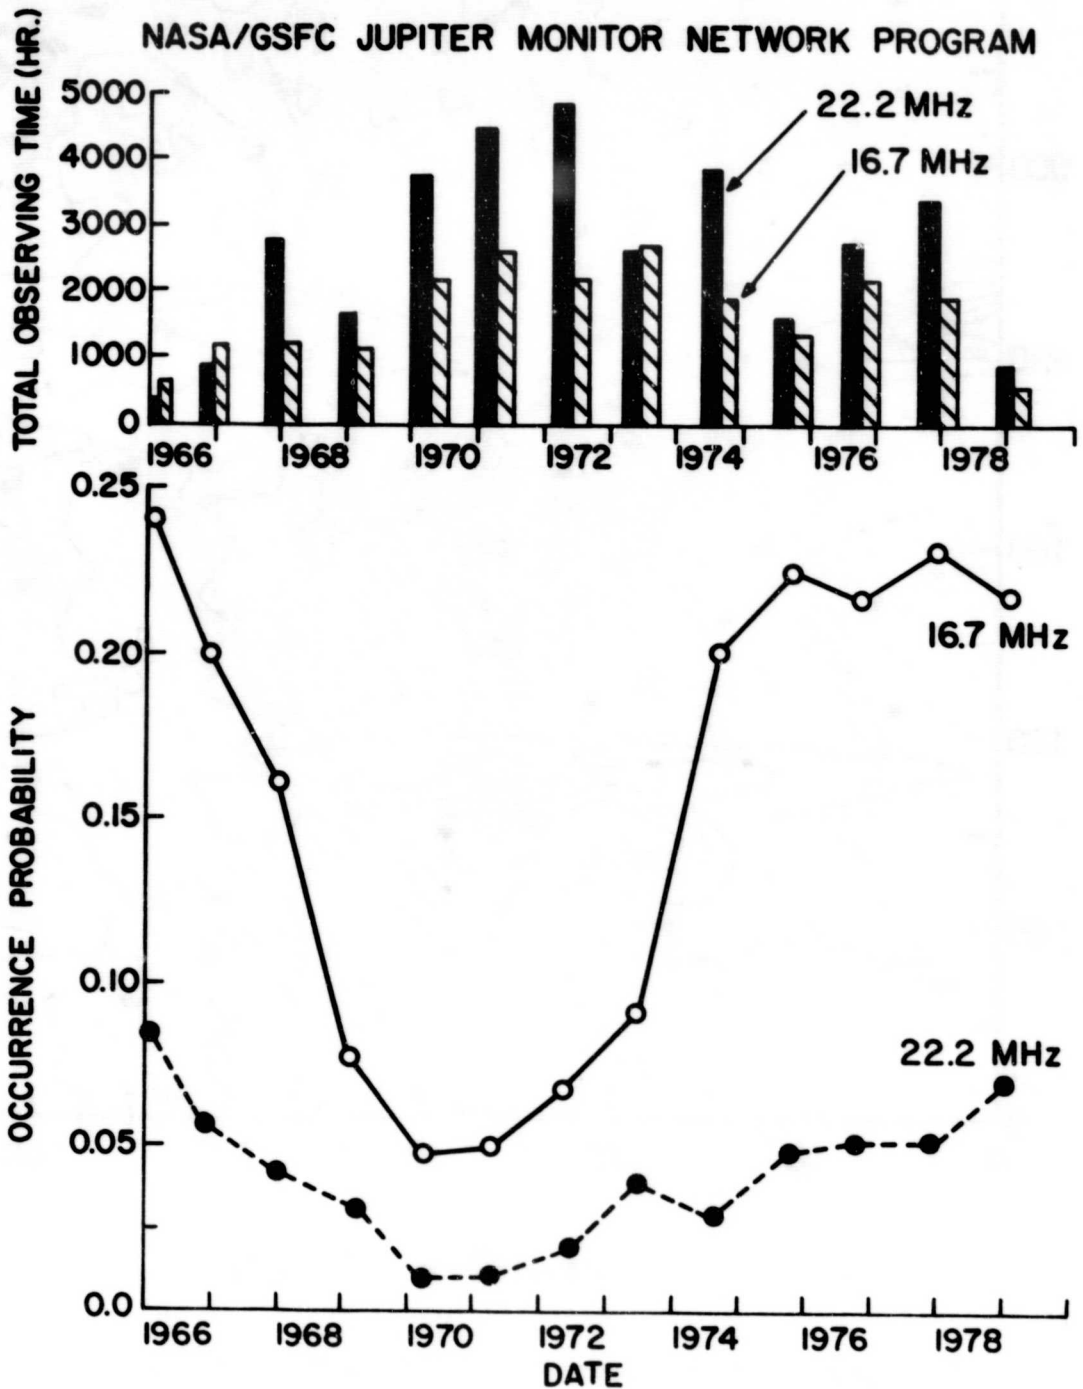 NASA/GSFC JUPITER MONITOR NETWORK PROGRAM
TOTAL OBSERVING TIME (HR.)
5000
4000
3000
2000
1000
0
22.2 MHz
16.7 MHz
1966 1968 1970 1972 1974 1976 1978
OCCURRENCE PROBABILITY
0.25
0.20
0.15
0.10
0.05
0.0
16.7 MHz
22.2 MHz
1966 1968 1970 1972 1974 1976 1978
DATE